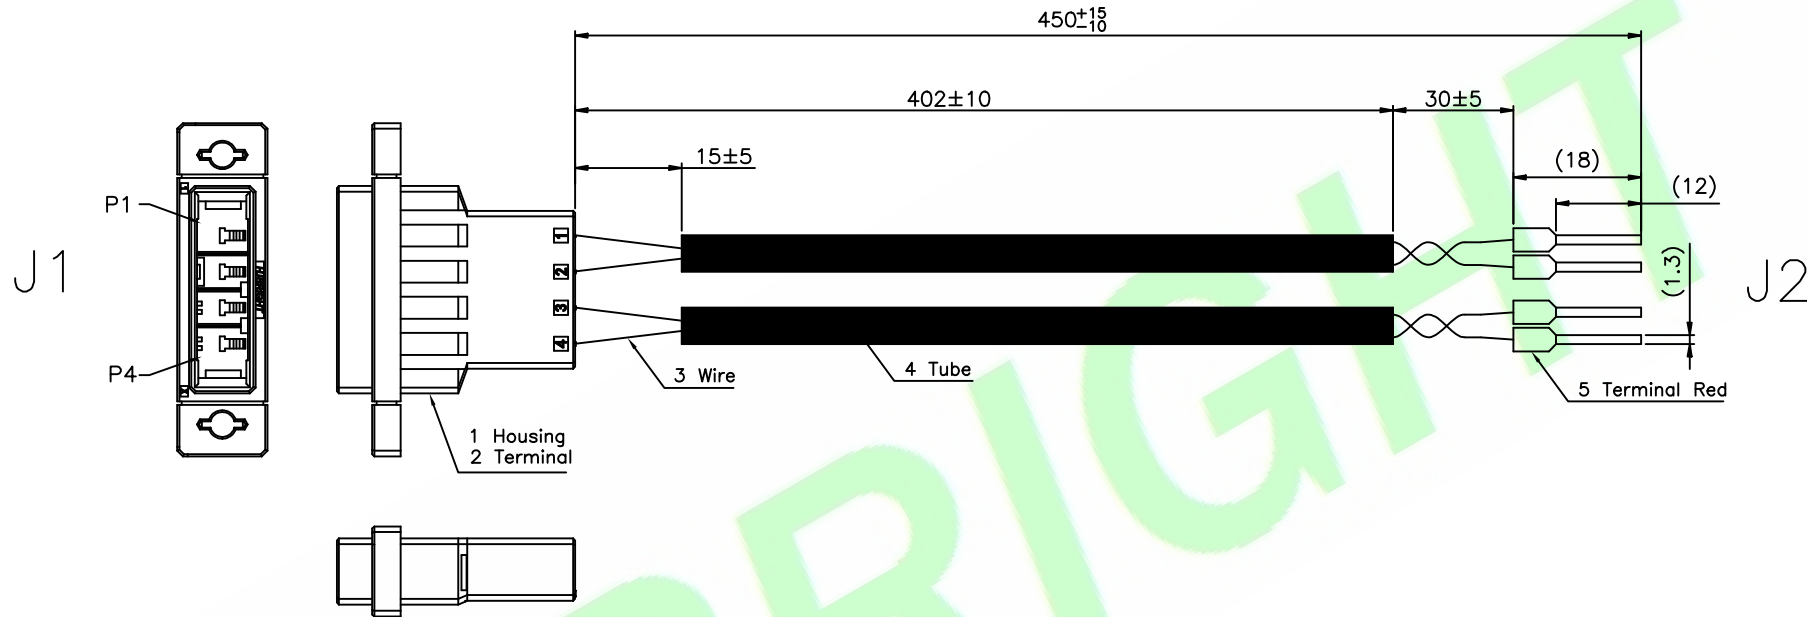 450+15
-10
402±10
30±5
15±5
(18)
(12)
(1.3)
P1
P4
J1
J2
1
2
3
4
3 Wire
4 Tube
5 Terminal Red
1 Housing
2 Terminal
BRIGHT